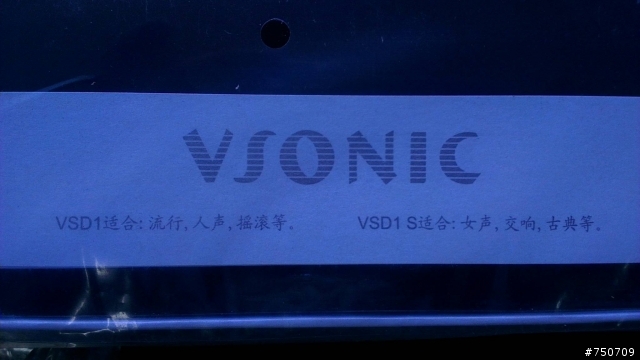 VSONIC
VSD1适合: 流行, 人声, 摇滚等。 VSD1 S适合: 女声, 交响, 古典等。
#750709